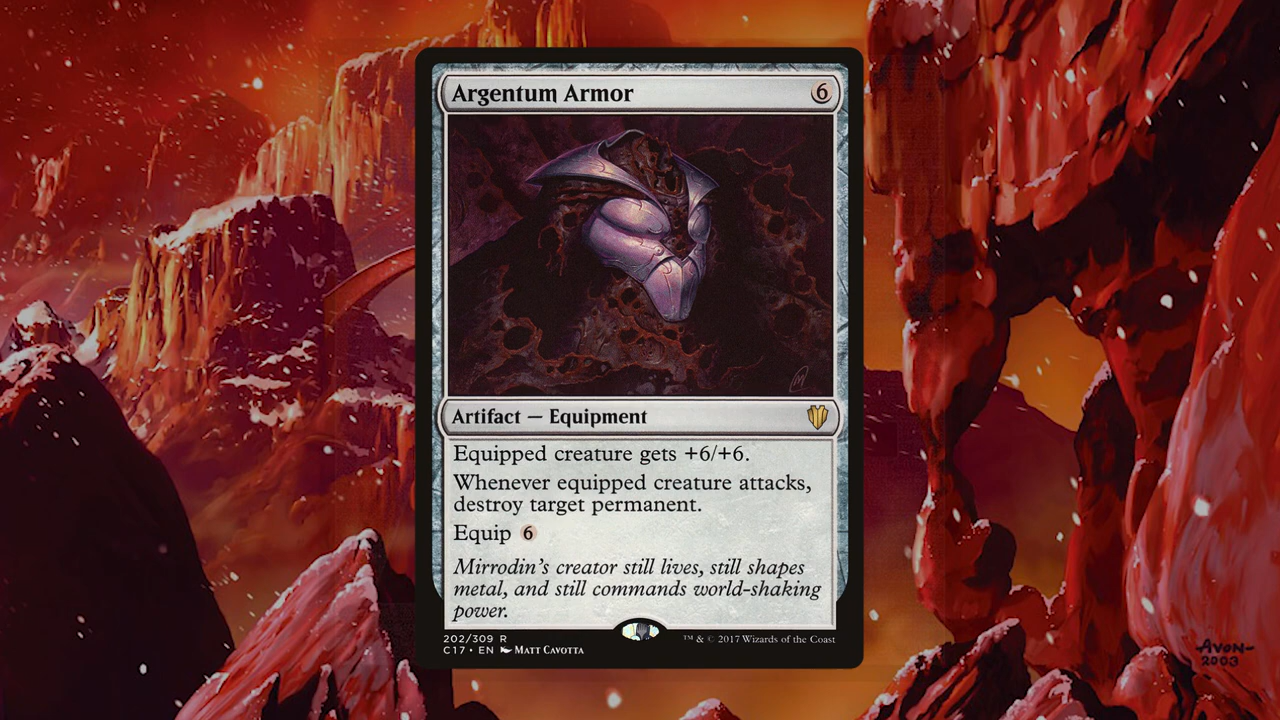 Argentum Armor 6
Artifact — Equipment
Equipped creature gets +6/+6.
Whenever equipped creature attacks,
destroy target permanent.
Equip 6
Mirrodin's creator still lives, still shapes
metal, and still commands world-shaking
power.
202/309 R
C17 • EN Matt Cavotta
™ & © 2017 Wizards of the Coast
AVON-
2003